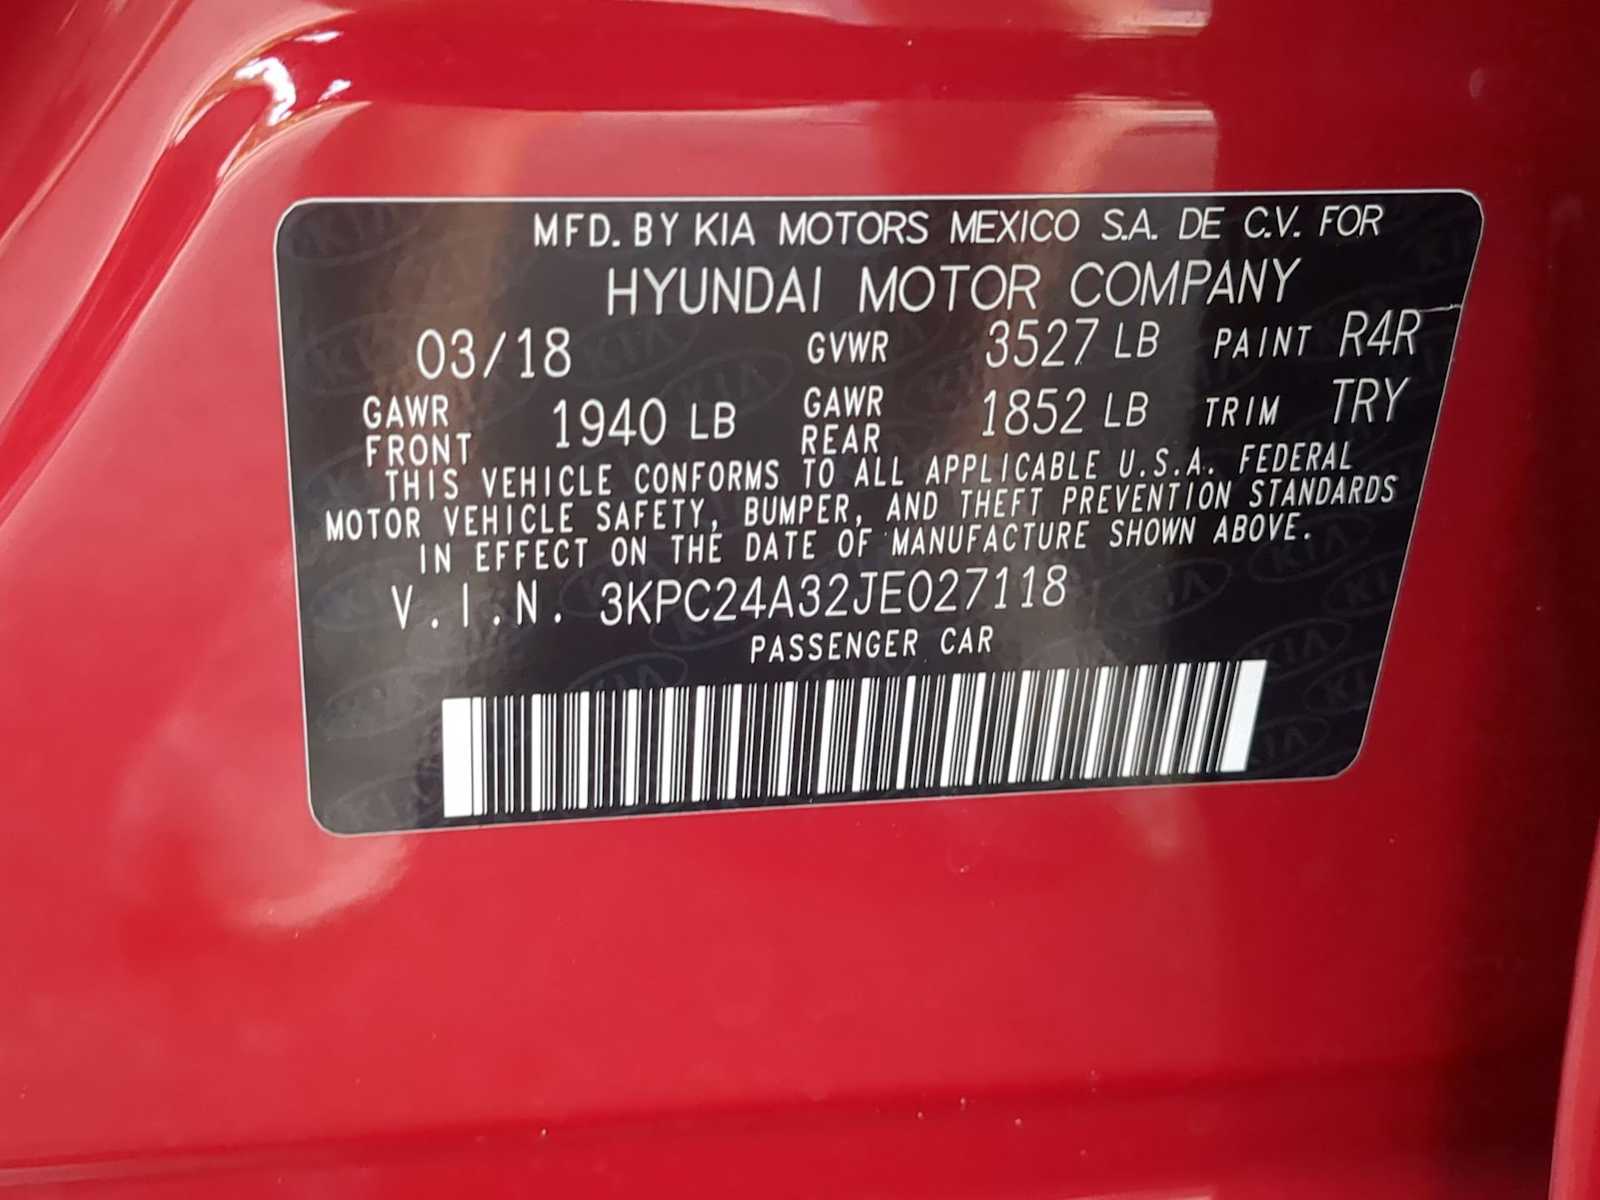 MFD. BY KIA MOTORS MEXICO S.A. DE C.V. FOR
HYUNDAI MOTOR COMPANY
03/18 GVWR 3527 LB PAINT R4R
GAWR FRONT 1940 LB GAWR REAR 1852 LB TRIM TRY
THIS VEHICLE CONFORMS TO ALL APPLICABLE U.S.A. FEDERAL
MOTOR VEHICLE SAFETY, BUMPER, AND THEFT PREVENTION STANDARDS
IN EFFECT ON THE DATE OF MANUFACTURE SHOWN ABOVE.
V.I.N. 3KPC24A32JE027118
PASSENGER CAR